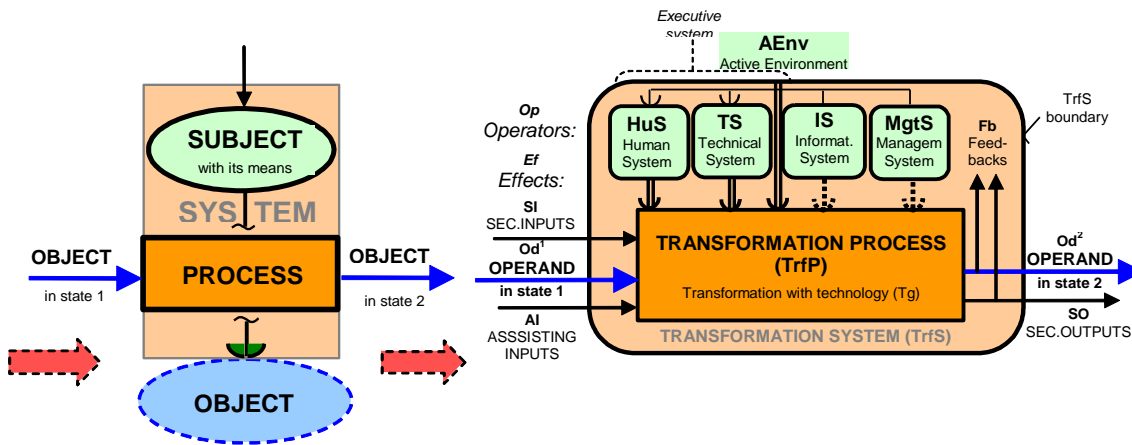 SUBJECT
with its means
SYS TEM
OBJECT
in state 1
PROCESS
OBJECT
in state 2
OBJECT
Executive
system
AEnv
Active Environment
TrfS
boundary
Op
Operators:
HuS
Human
System
TS
Technical
System
IS
Informat.
System
MgtS
Managem
System
Fb
Feed-
backs
Ef
Effects:
SI
SEC.INPUTS
Od1
OPERAND
in state 1
AI
ASSSISTING
INPUTS
TRANSFORMATION PROCESS
(TrfP)
Transformation with technology (Tg)
TRANSFORMATION SYSTEM (TrfS)
Od2
OPERAND
in state 2
SO
SEC.OUTPUTS